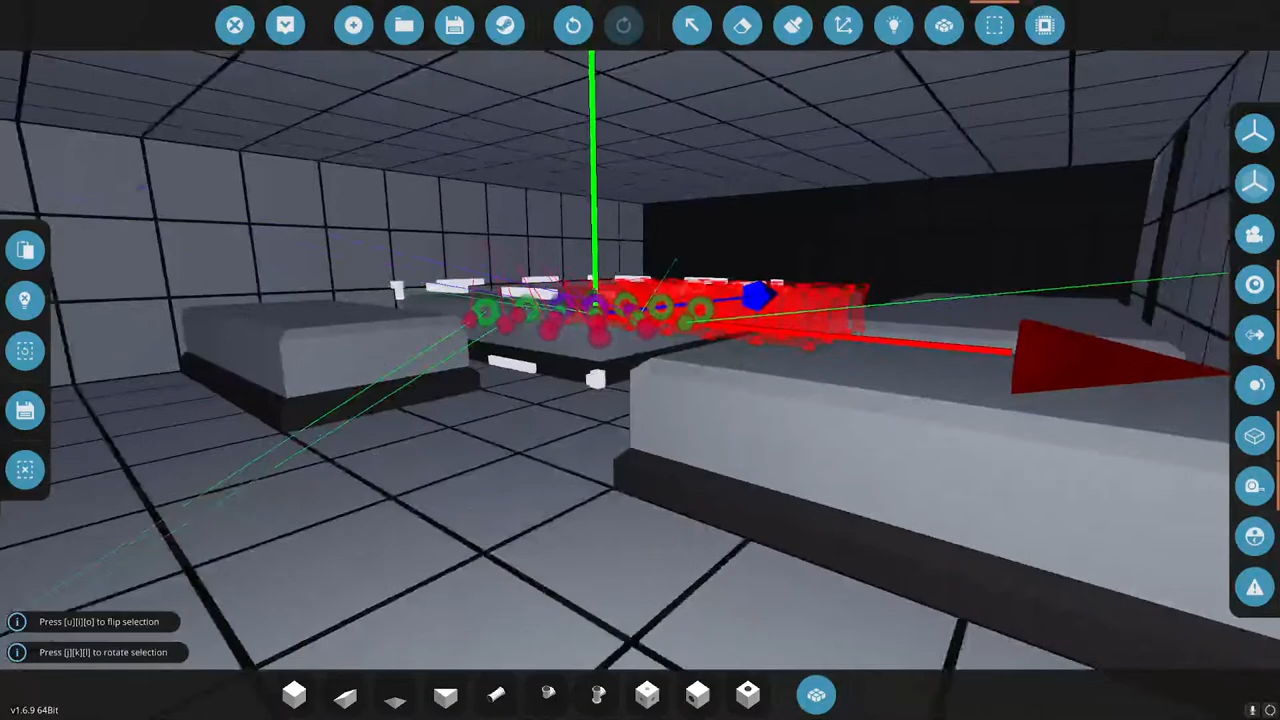 Press [u][i][o] to flip selection
Press [j][k][l] to rotate selection
v1.6.9 64Bit